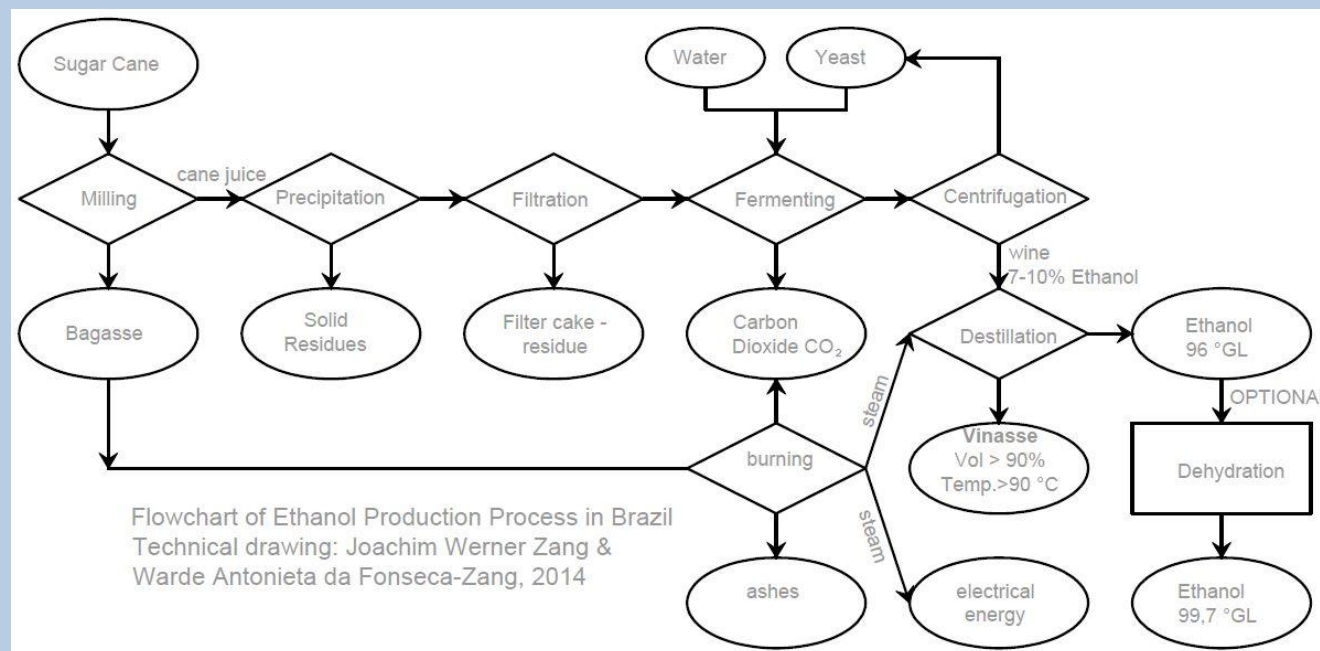 Sugar Cane
Water
Yeast
cane juice
Milling
Precipitation
Filtration
Fermenting
Centrifugation
wine
7-10% Ethanol
Bagasse
Solid
Residues
Filter cake -
residue
Carbon
Dioxide CO₂
Destillation
Ethanol
96 °GL
OPTIONAL
steam
burning
Vinasse
Vol > 90%
Temp.>90 °C
Dehydration
steam
Flowchart of Ethanol Production Process in Brazil
Technical drawing: Joachim Werner Zang &
Warde Antonieta da Fonseca-Zang, 2014
ashes
electrical
energy
Ethanol
99,7 °GL